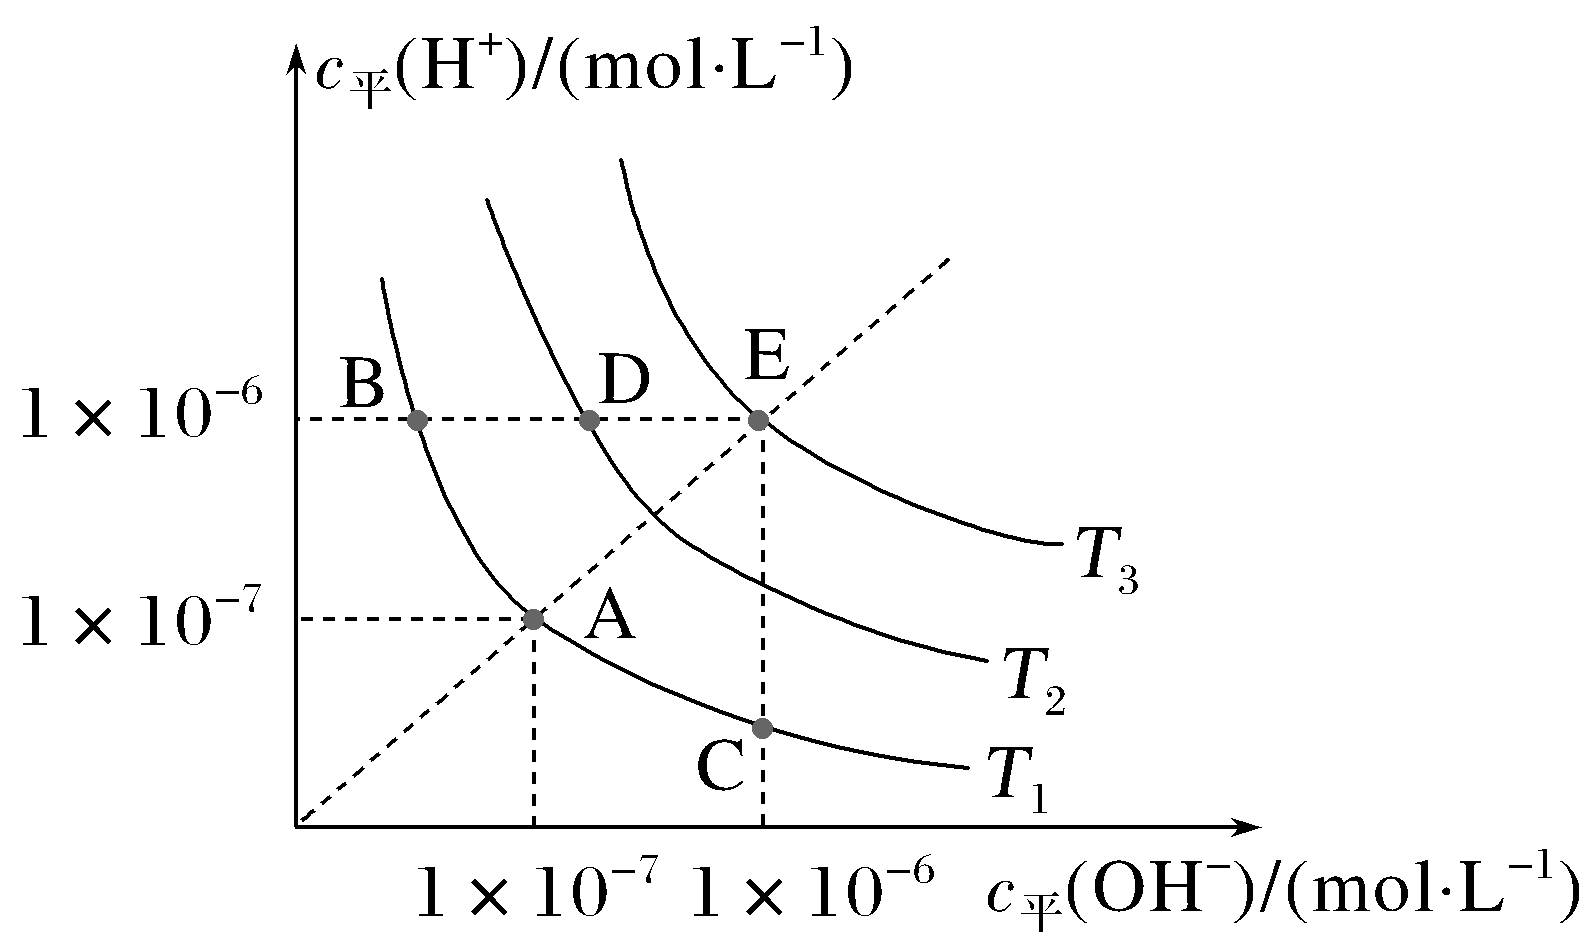 c平(H⁺)/(mol·L⁻¹)
B D E
1 × 10⁻⁶
T₃
1 × 10⁻⁷
A
T₂
C
T₁
1 × 10⁻⁷ 1 × 10⁻⁶ c平(OH⁻)/(mol·L⁻¹)